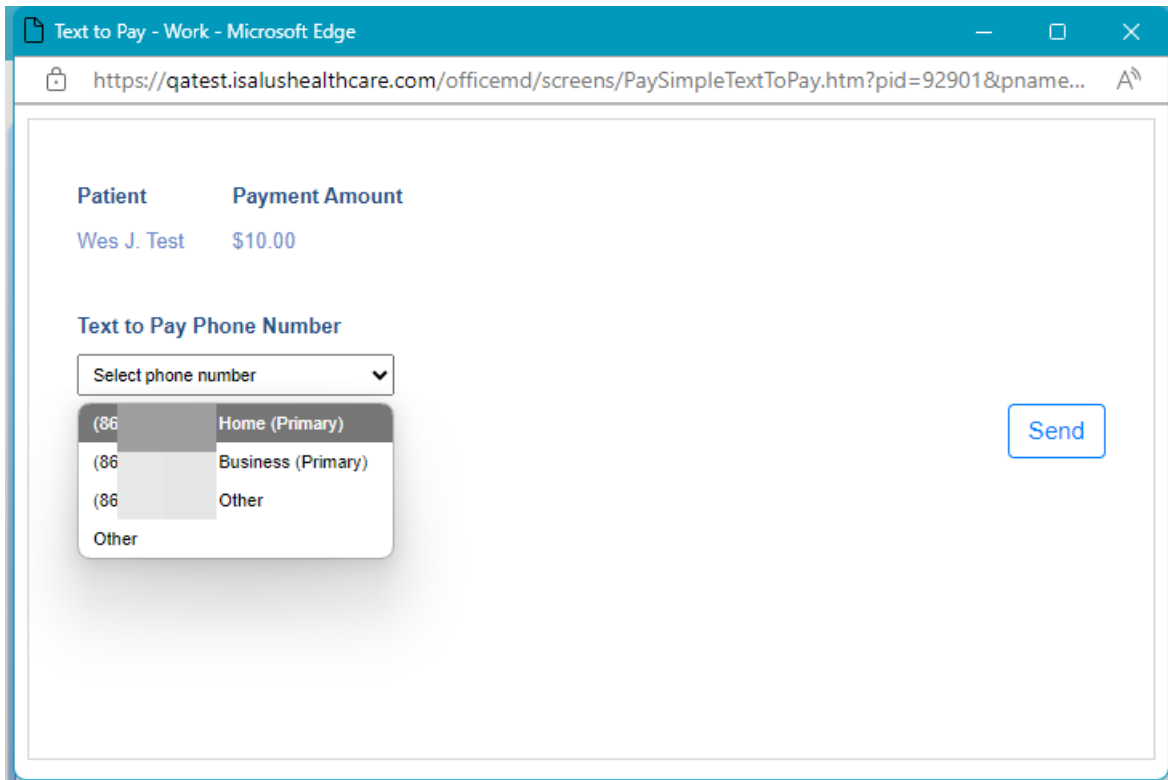 Text to Pay - Work - Microsoft Edge
https://qatest.isalushealthcare.com/officemd/screens/PaySimpleTextToPay.htm?pid=92901&pname... A
Patient Payment Amount
Wes J. Test $10.00
Text to Pay Phone Number
Select phone number
(86 Home (Primary)
(86 Business (Primary)
(86 Other
Other
Send